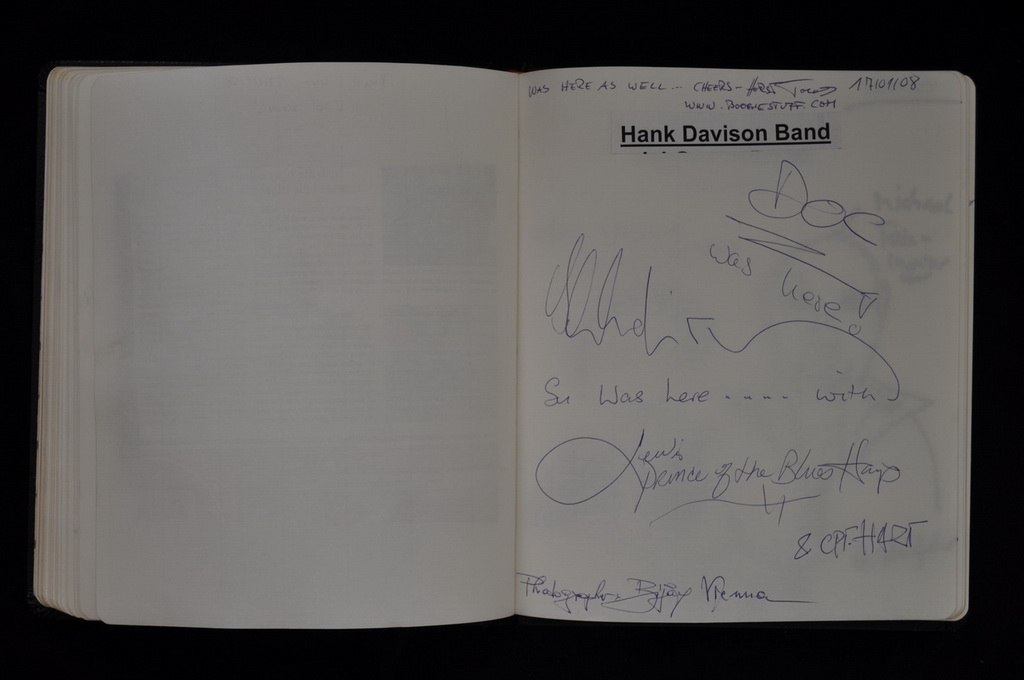 WAS HERE AS WELL... CHEERS - 17/01/08
WWW.BOOGIESTUFF.COM
Hank Davison Band
Doc
was here
Su was here ..... with
Lewis
Prince of the Blues Harp
& CPT. HART
Photographer Vienna